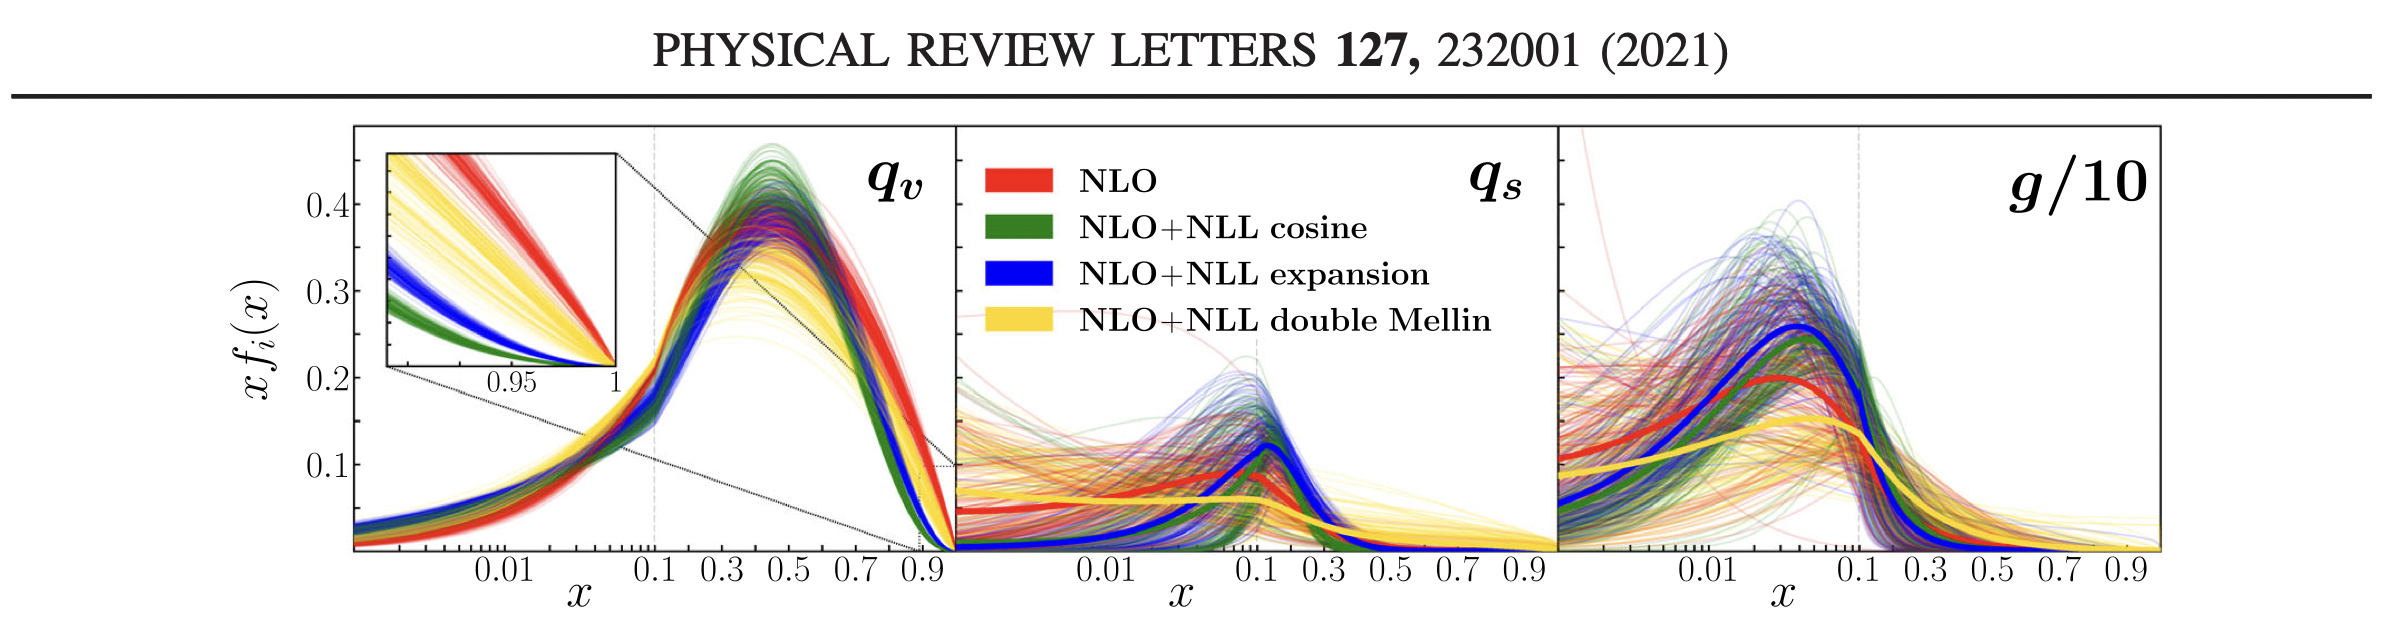 PHYSICAL REVIEW LETTERS 127, 232001 (2021)
q_v
q_s
g/10
NLO
NLO+NLL cosine
NLO+NLL expansion
NLO+NLL double Mellin
x f_i(x)
0.4
0.3
0.2
0.1
0.95 1
0.01 0.1 0.3 0.5 0.7 0.9 0.01 0.1 0.3 0.5 0.7 0.9 0.01 0.1 0.3 0.5 0.7 0.9
x x x